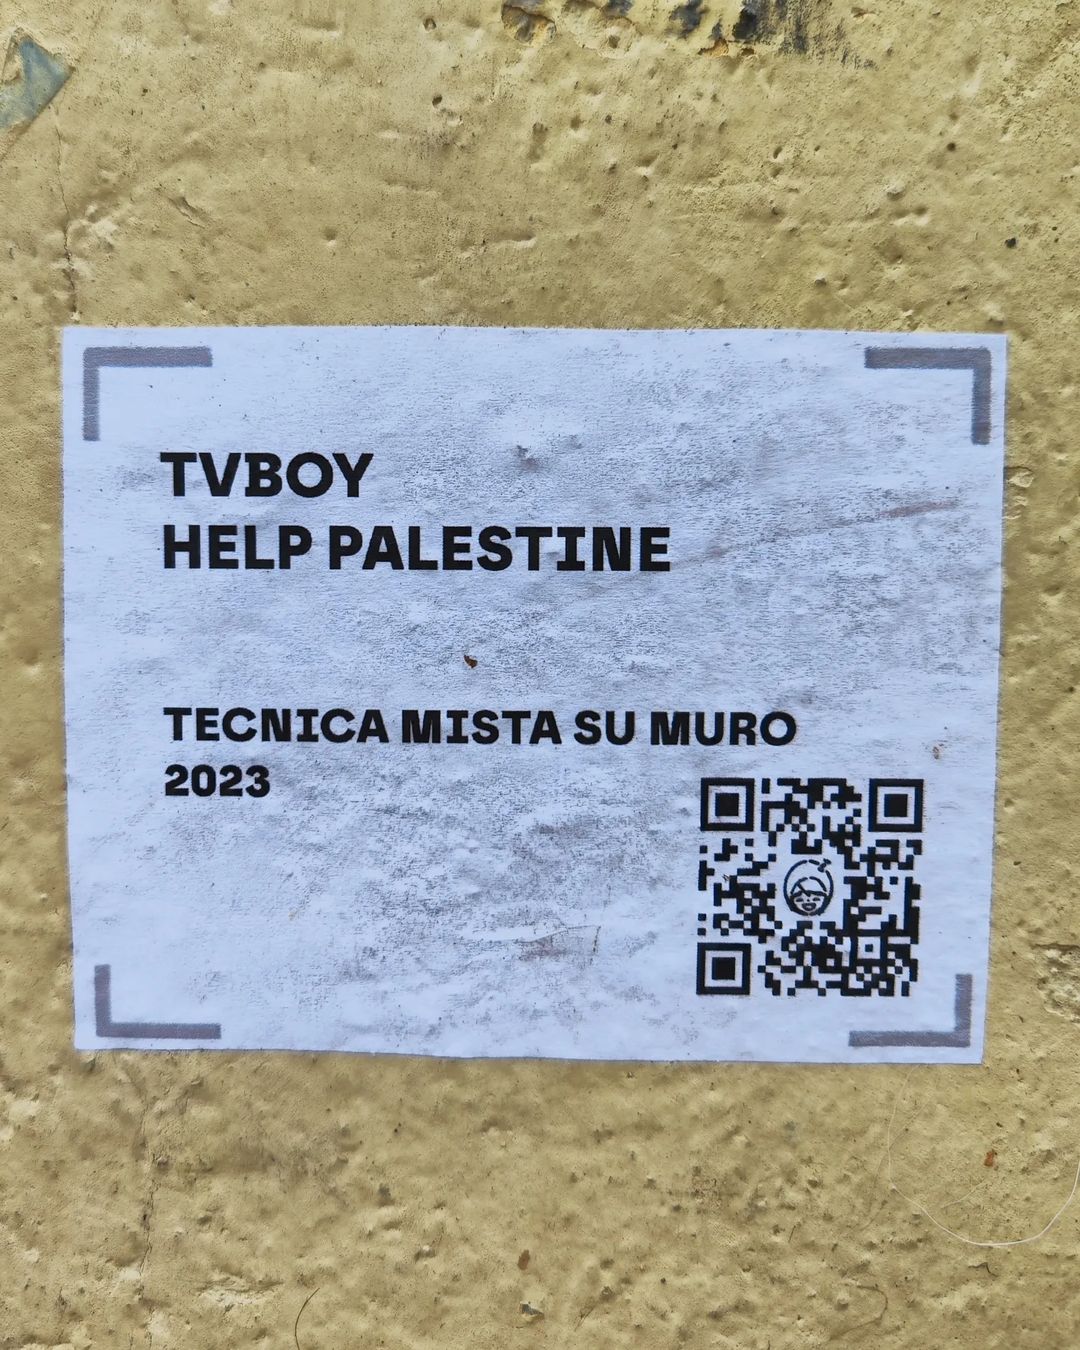 TVBOY
HELP PALESTINE
TECNICA MISTA SU MURO
2023